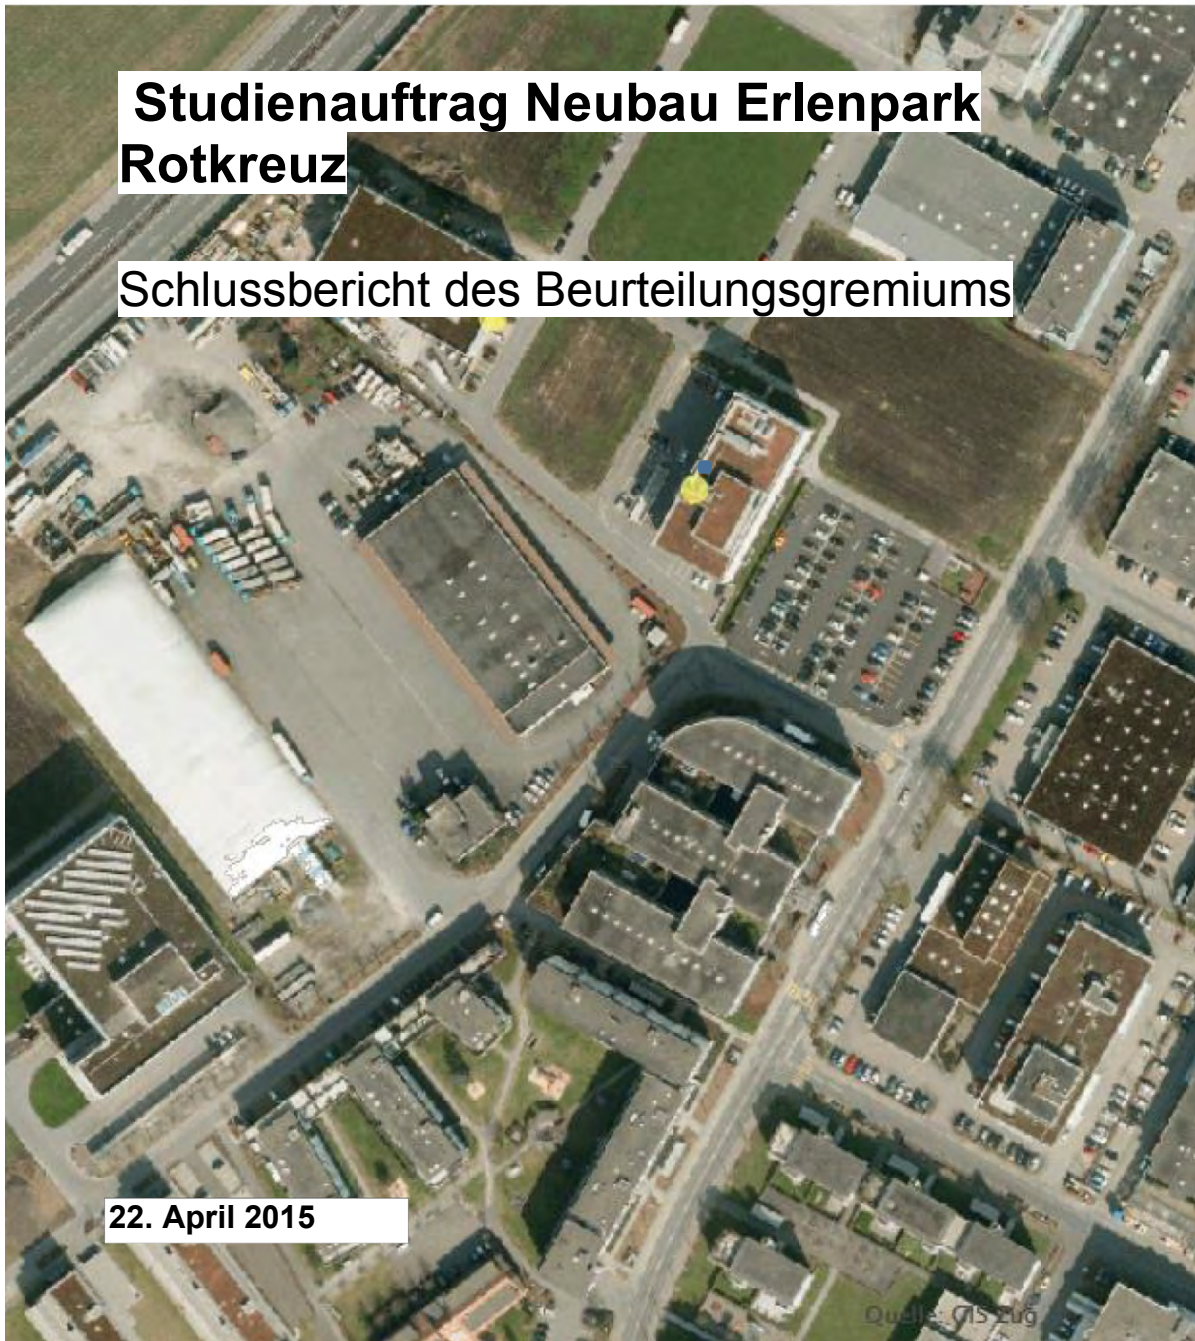 Studienauftrag Neubau Erlenpark
Rotkreuz
Schlussbericht des Beurteilungsgremiums
22. April 2015
Quelle: GIS Zug